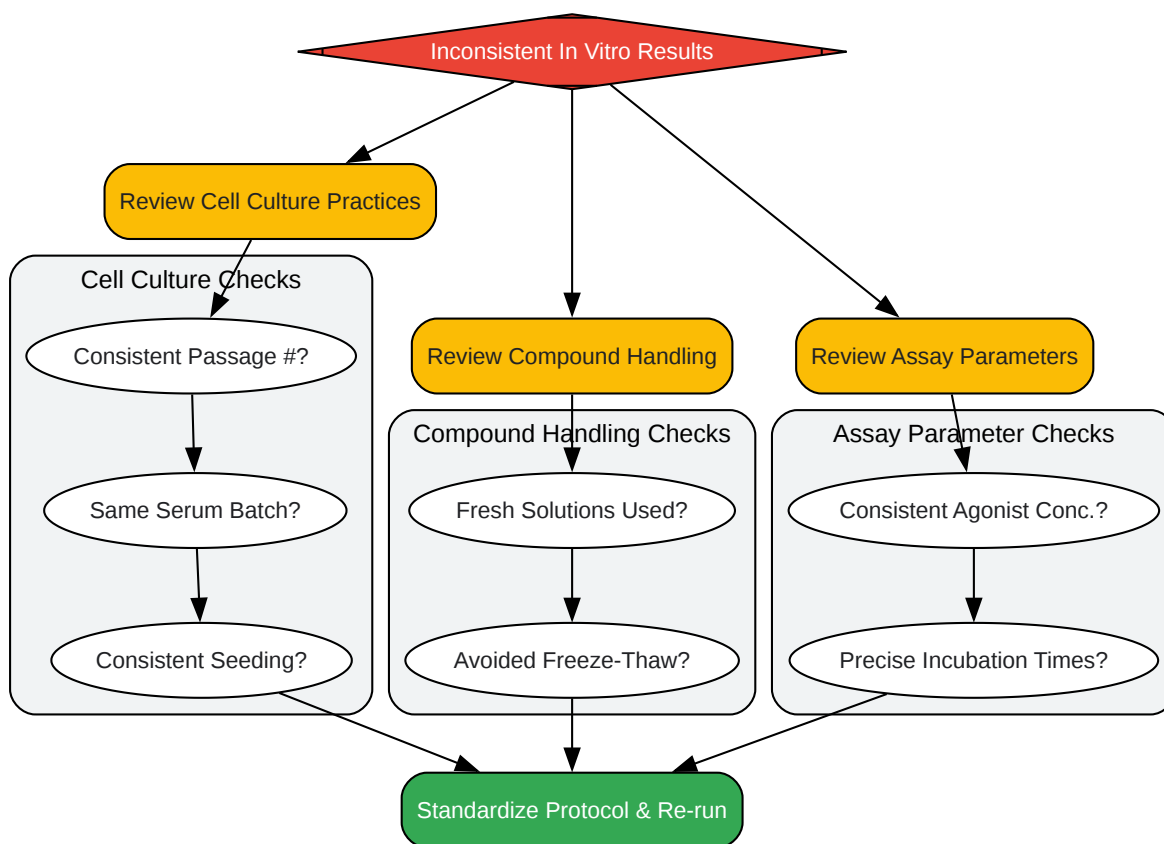 Inconsistent In Vitro Results
Review Cell Culture Practices
Cell Culture Checks
Consistent Passage #?
Review Compound Handling
Review Assay Parameters
Compound Handling Checks
Assay Parameter Checks
Same Serum Batch?
Fresh Solutions Used?
Consistent Agonist Conc.?
Consistent Seeding?
Avoided Freeze-Thaw?
Precise Incubation Times?
Standardize Protocol & Re-run